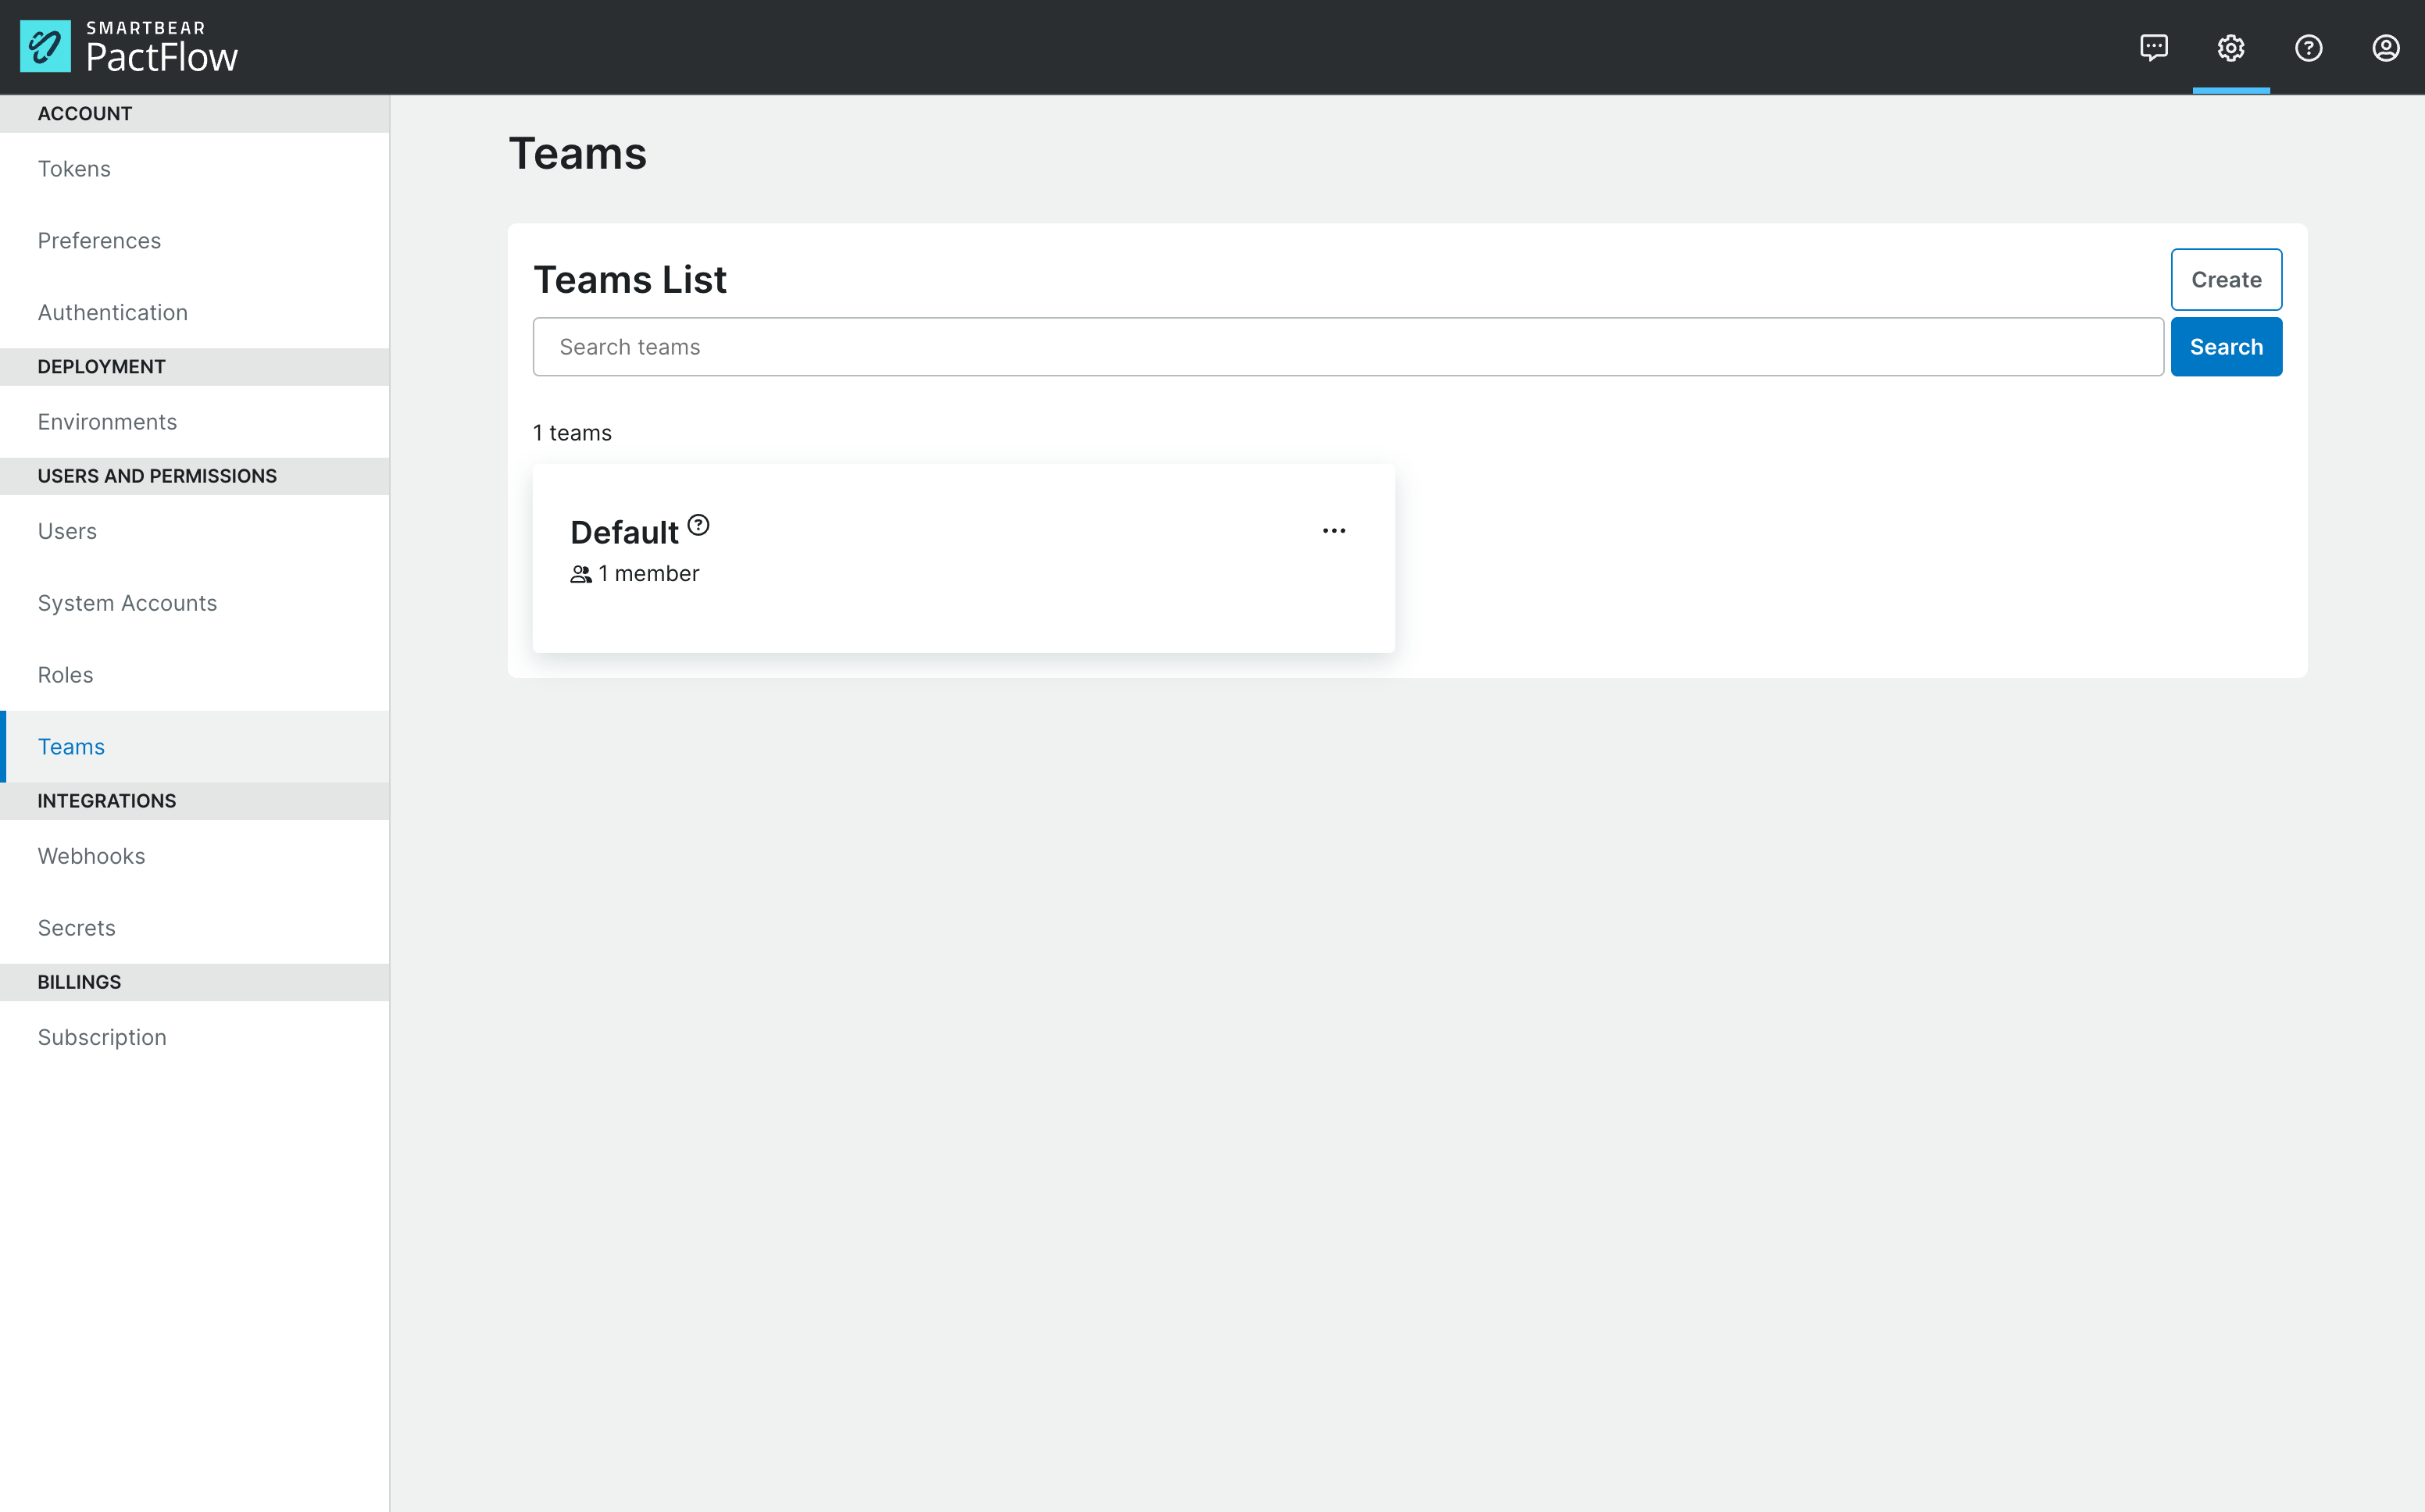 SMARTBEAR
PactFlow
ACCOUNT
Tokens
Preferences
Authentication
DEPLOYMENT
Environments
USERS AND PERMISSIONS
Users
System Accounts
Roles
Teams
INTEGRATIONS
Webhooks
Secrets
BILLINGS
Subscription
Teams
Teams List
Create
Search teams
Search
1 teams
Default
1 member